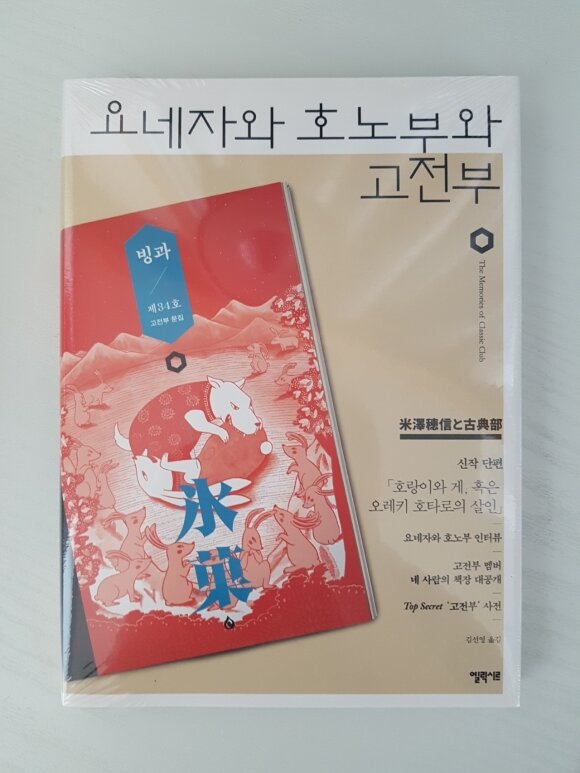 요네자와 호노부와
고전부
The Memories of Classic Club
빙과
제34호
고전부 문집
氷菓
米澤穂信と古典部
신작 단편
「호랑이와 게, 혹은
오레키 호타로의 살인」
요네자와 호노부 인터뷰
고전부 멤버
네 사람의 책장 대공개
Top Secret '고전부' 사전
김선영 옮김
엘릭시르